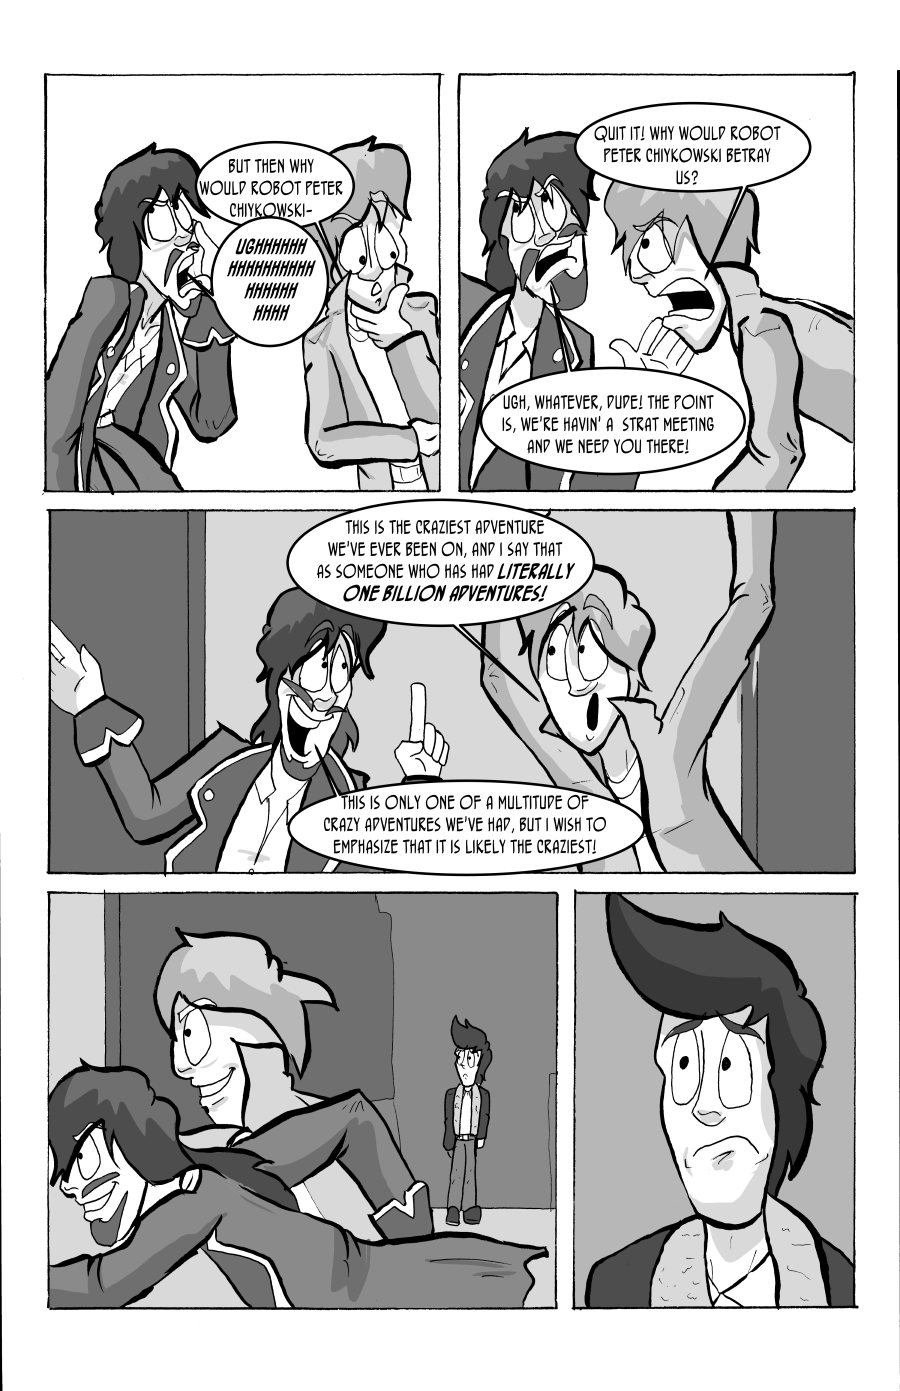 BUT THEN WHY
WOULD ROBOT PETER
CHIYKOWSKI-
UGHHHHHH
HHHHHHHHHH
HHHHHH
HHHH
QUIT IT! WHY WOULD ROBOT
PETER CHIYKOWSKI BETRAY
US?
UGH, WHATEVER, DUDE! THE POINT
IS, WE'RE HAVIN' A STRAT MEETING
AND WE NEED YOU THERE!
THIS IS THE CRAZIEST ADVENTURE
WE'VE EVER BEEN ON, AND I SAY THAT
AS SOMEONE WHO HAS HAD LITERALLY
ONE BILLION ADVENTURES!
THIS IS ONLY ONE OF A MULTITUDE OF
CRAZY ADVENTURES WE'VE HAD, BUT I WISH TO
EMPHASIZE THAT IT IS LIKELY THE CRAZIEST!